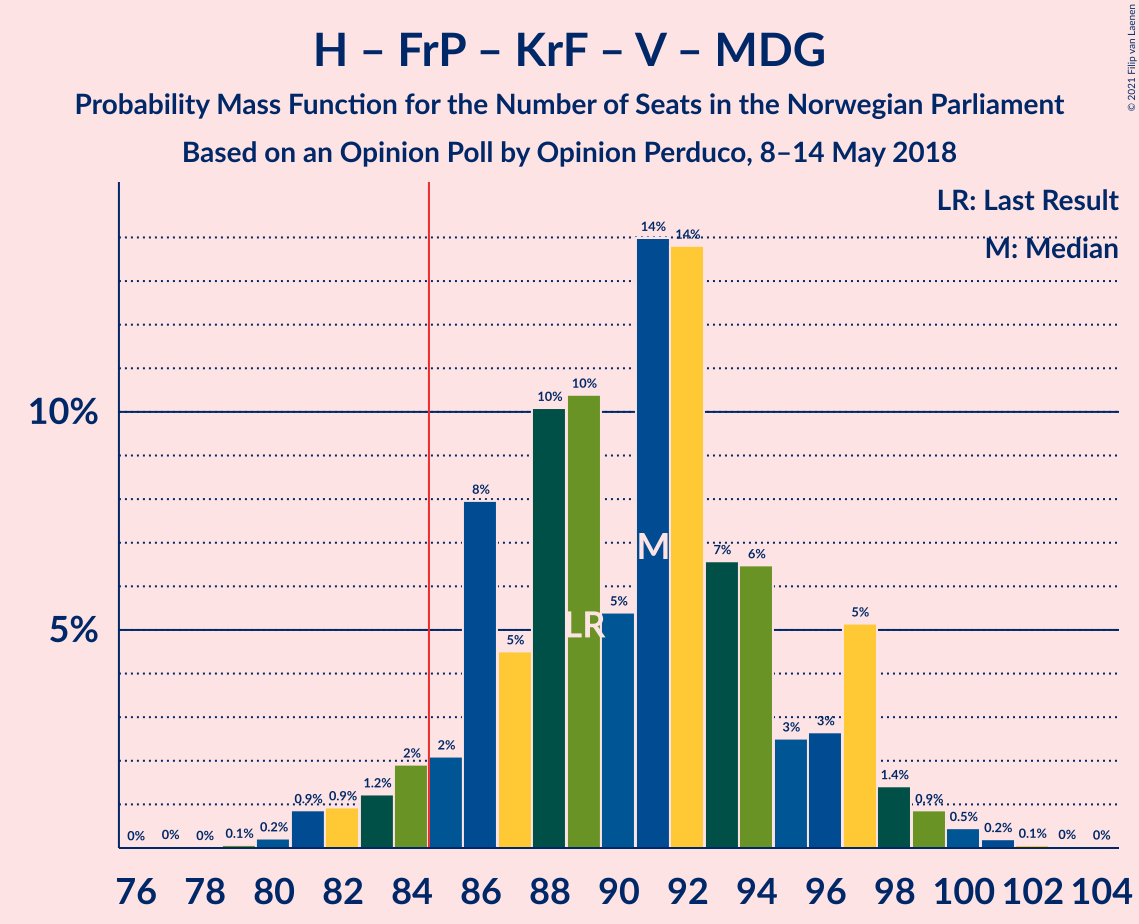 H – FrP – KrF – V – MDG
Probability Mass Function for the Number of Seats in the Norwegian Parliament
Based on an Opinion Poll by Opinion Perduco, 8–14 May 2018
© 2021 Filip van Laenen
LR: Last Result
M: Median
10%
5%
0% 0% 0% 0.1% 0.2% 0.9% 0.9% 1.2% 2% 2% 8% 5% 10% 10% 5% 14% 14% 7% 6% 3% 3% 5% 1.4% 0.9% 0.5% 0.2% 0.1% 0% 0%
LR
M
76 78 80 82 84 86 88 90 92 94 96 98 100 102 104